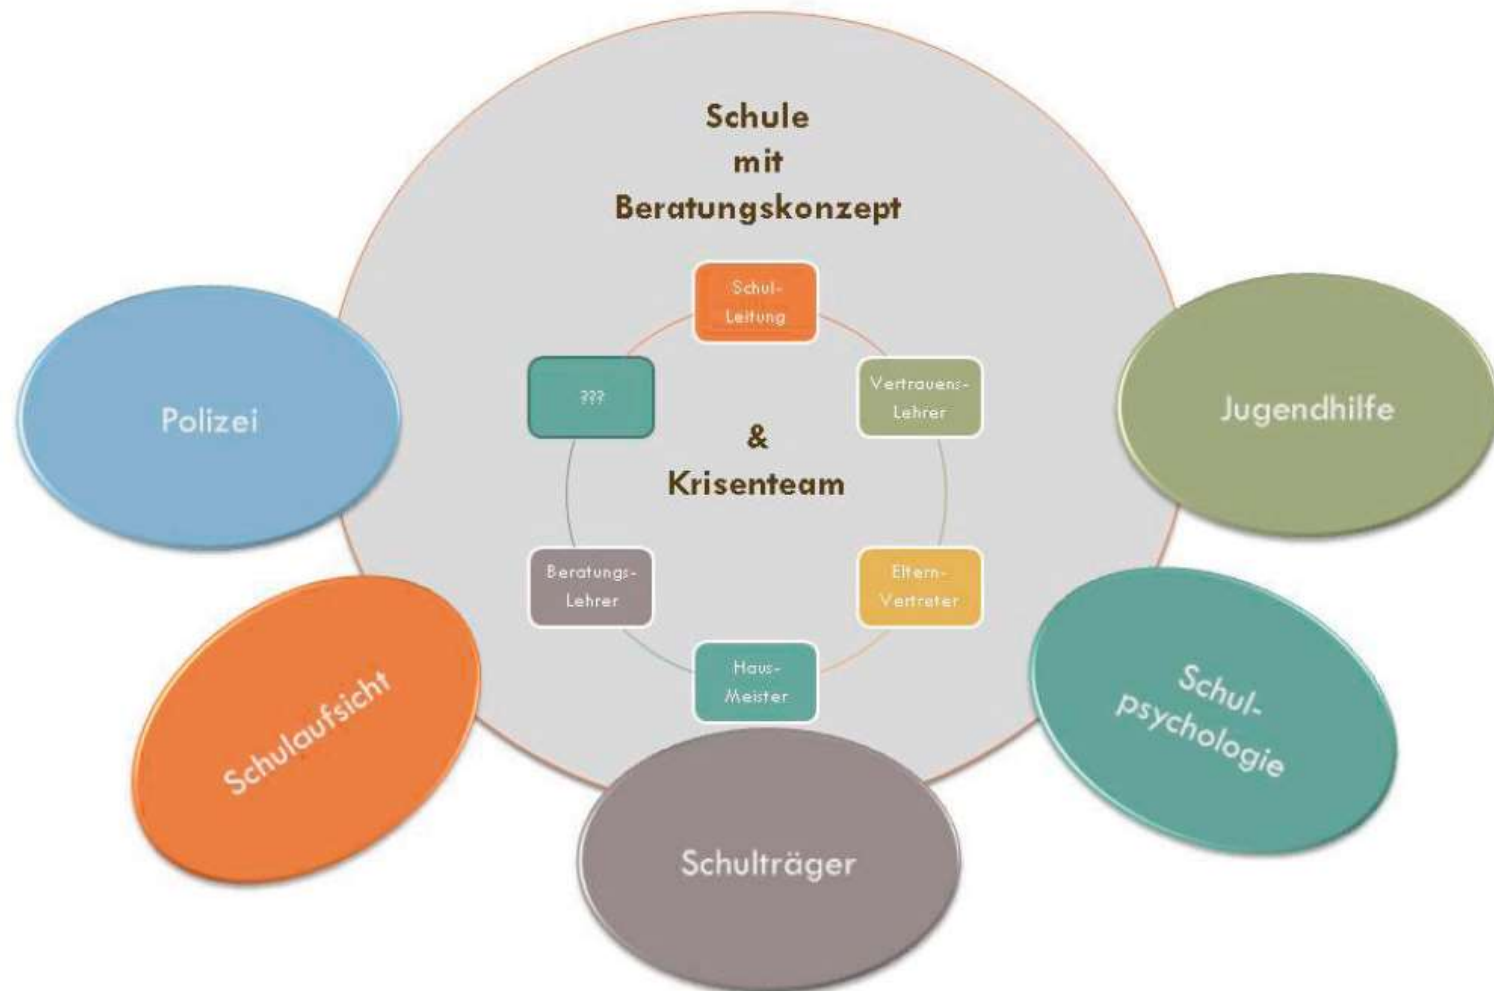 Schule
mit
Beratungskonzept
Schul-
Leitung
???
Vertrauens-
Lehrer
&
Krisenteam
Beratungs-
Lehrer
Eltern-
Vertreter
Haus-
Meister
Polizei
Jugendhilfe
Schulaufsicht
Schul-
psychologie
Schulträger